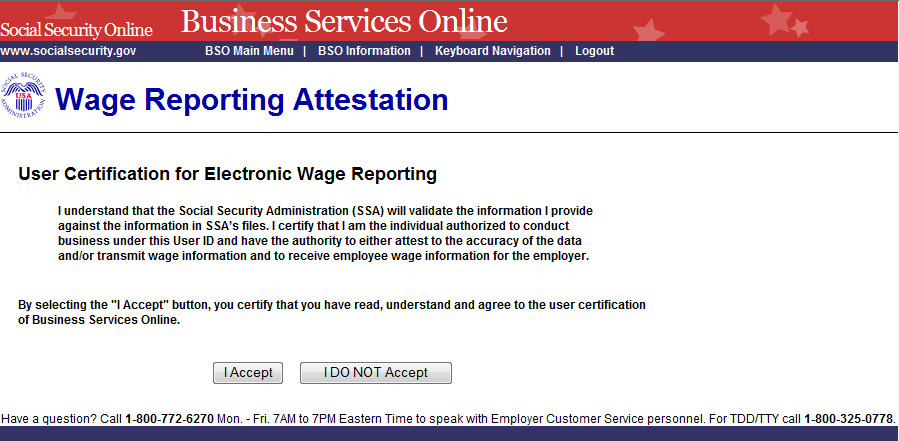 Social Security Online Business Services Online
www.socialsecurity.gov BSO Main Menu | BSO Information | Keyboard Navigation | Logout
SOCIAL SECURITY ADMINISTRATION
USA
Wage Reporting Attestation
User Certification for Electronic Wage Reporting
I understand that the Social Security Administration (SSA) will validate the information I provide
against the information in SSA's files. I certify that I am the individual authorized to conduct
business under this User ID and have the authority to either attest to the accuracy of the data
and/or transmit wage information and to receive employee wage information for the employer.
By selecting the "I Accept" button, you certify that you have read, understand and agree to the user certification
of Business Services Online.
I Accept I DO NOT Accept
Have a question? Call 1-800-772-6270 Mon. - Fri. 7AM to 7PM Eastern Time to speak with Employer Customer Service personnel. For TDD/TTY call 1-800-325-0778.